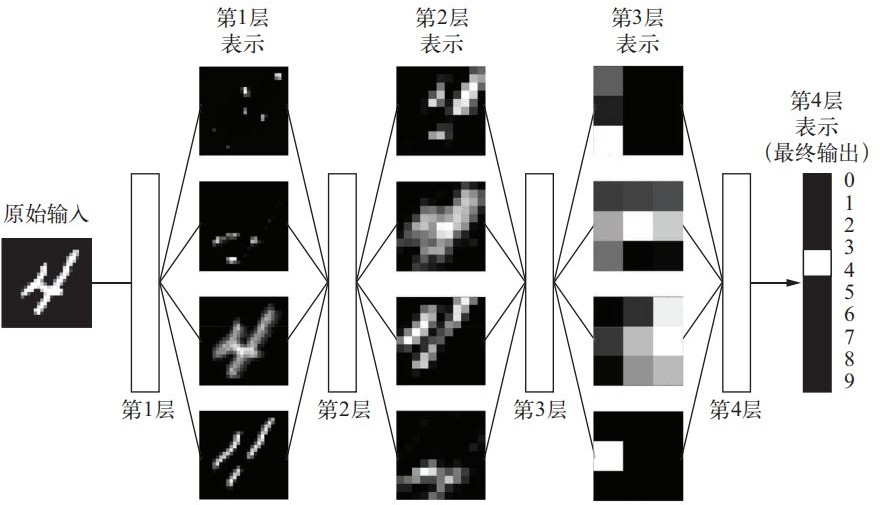 第1层
表示
第2层
表示
第3层
表示
第4层
表示
（最终输出）
原始输入
0
1
2
3
4
5
6
7
8
9
第1层
第2层
第3层
第4层